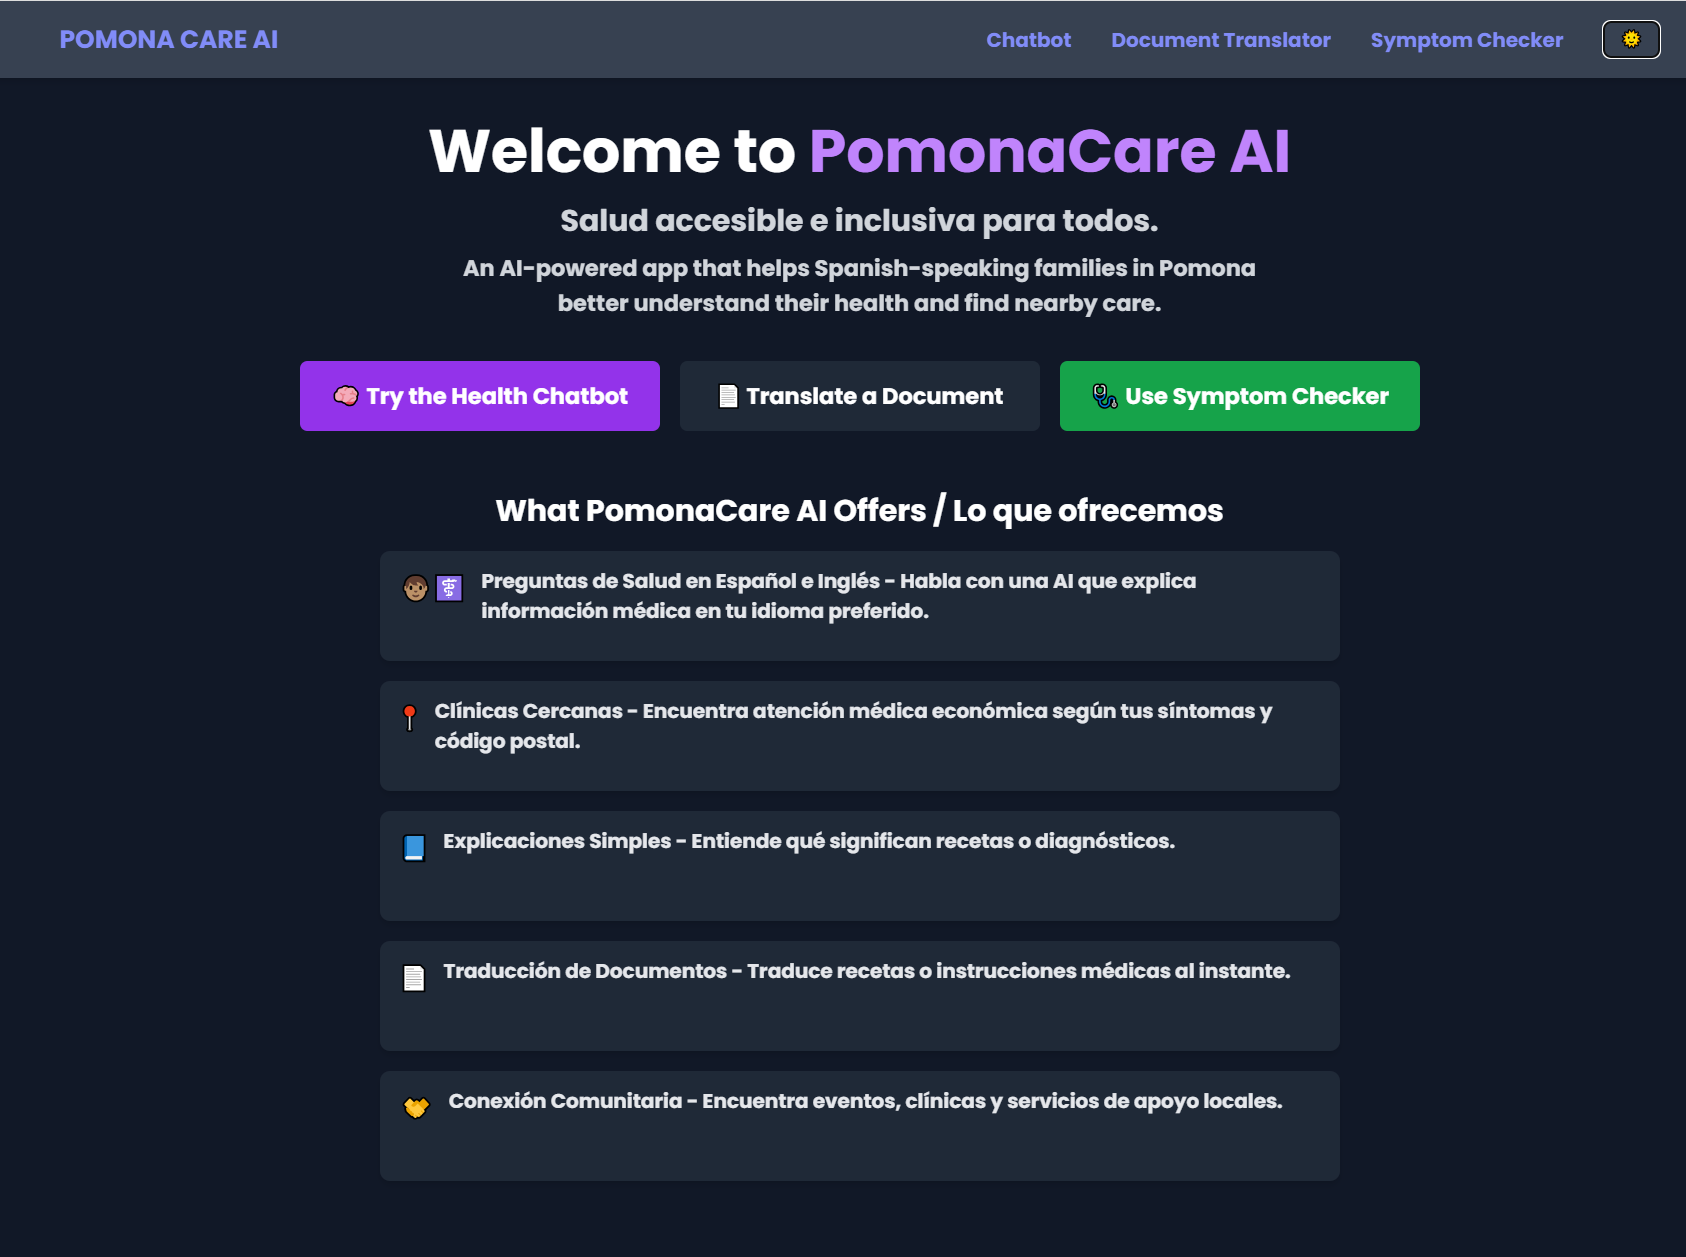 POMONA CARE AI
Chatbot
Document Translator
Symptom Checker
Welcome to PomonaCare AI
Salud accesible e inclusiva para todos.
An AI-powered app that helps Spanish-speaking families in Pomona
better understand their health and find nearby care.
Try the Health Chatbot
Translate a Document
Use Symptom Checker
What PomonaCare AI Offers / Lo que ofrecemos
Preguntas de Salud en Español e Inglés - Habla con una AI que explica
información médica en tu idioma preferido.
Clínicas Cercanas - Encuentra atención médica económica según tus síntomas y
código postal.
Explicaciones Simples - Entiende qué significan recetas o diagnósticos.
Traducción de Documentos - Traduce recetas o instrucciones médicas al instante.
Conexión Comunitaria - Encuentra eventos, clínicas y servicios de apoyo locales.